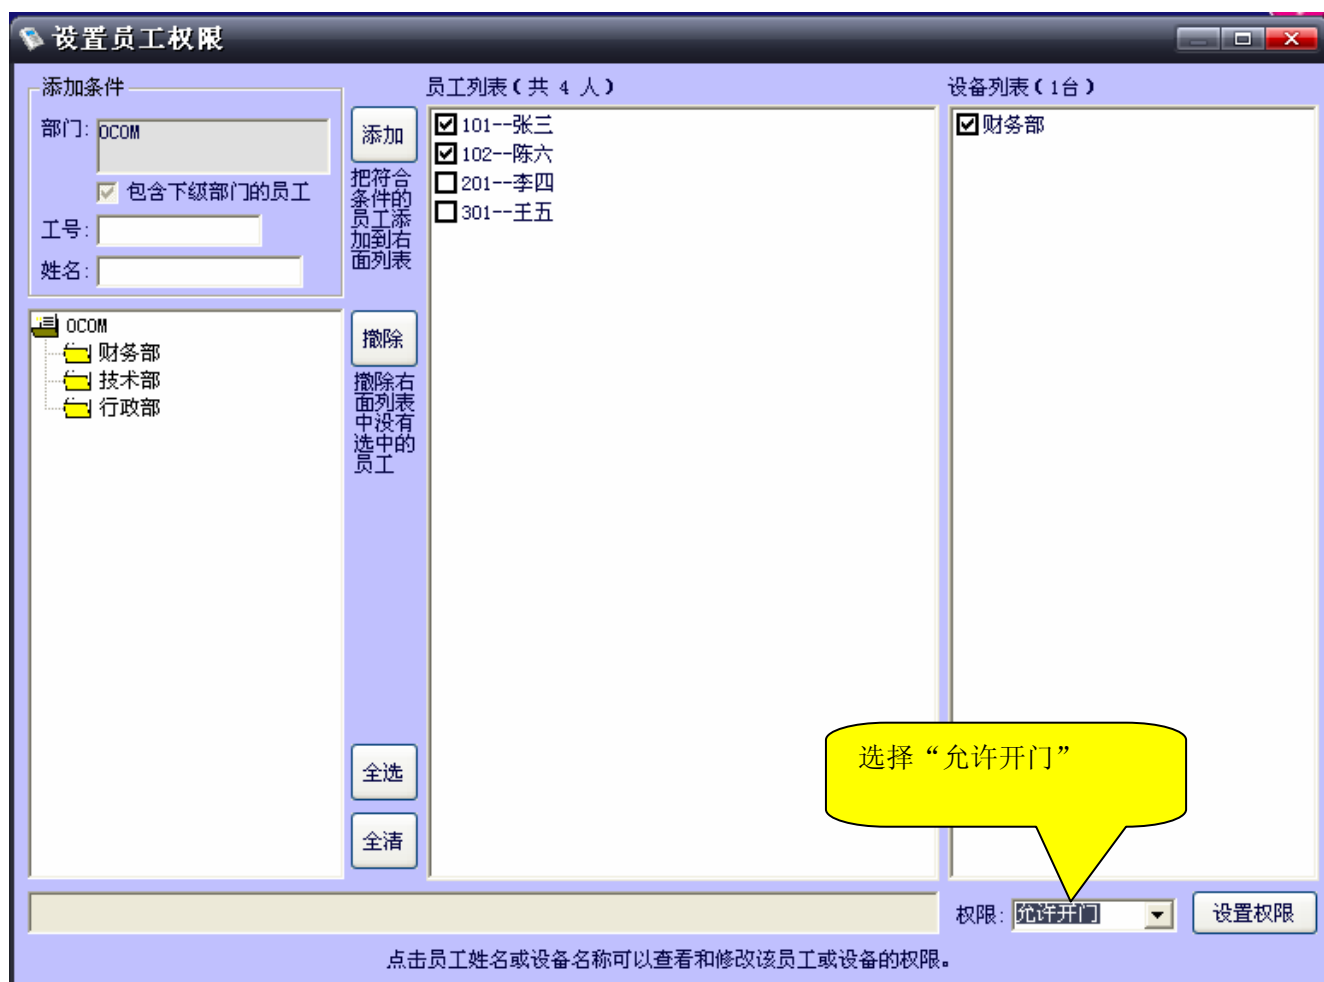 设置员工权限
添加条件
部门: OCOM
包含下级部门的员工
工号:
姓名:
OCOM
财务部
技术部
行政部
添加
把符合
条件的
员工添
加到右
面列表
撤除
撤除右
面列表
中没有
选中的
员工
全选
全清
员工列表(共 4 人)
101--张三
102--陈六
201--李四
301--王五
设备列表(1台)
财务部
选择“允许开门”
权限: 允许开门
设置权限
点击员工姓名或设备名称可以查看和修改该员工或设备的权限。